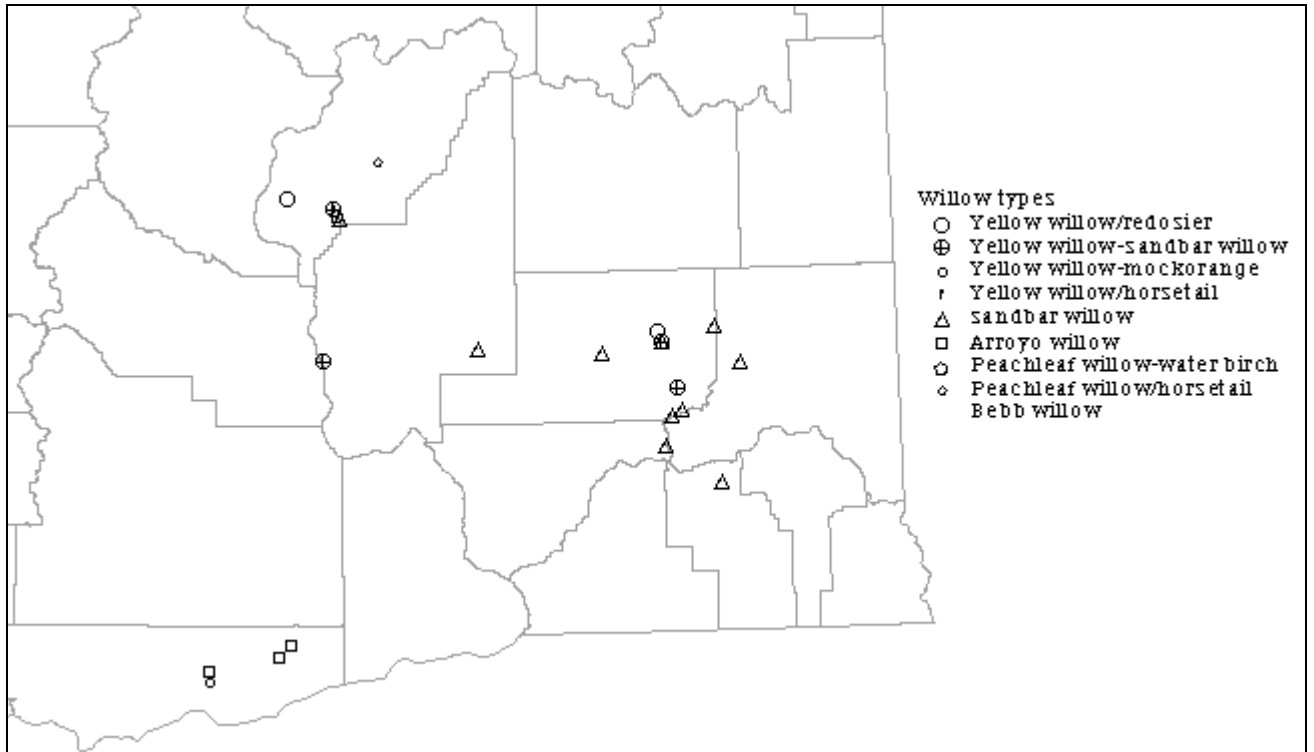 Willow types
Yellow willow/redosier
Yellow willow-sandbar willow
Yellow willow-mockorange
Yellow willow/horsetail
sandbar willow
Arroyo willow
Peachleaf willow-water birch
Peachleaf willow/horsetail
Bebb willow